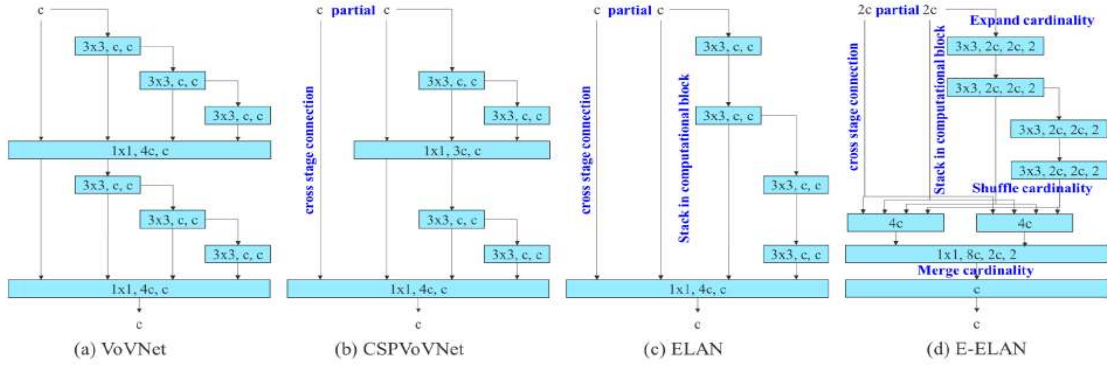 c
3x3, c, c
3x3, c, c
3x3, c, c
1x1, 4c, c
3x3, c, c
3x3, c, c
3x3, c, c
1x1, 4c, c
c
(a) VoVNet
c partial c
cross stage connection
3x3, c, c
3x3, c, c
1x1, 3c, c
3x3, c, c
3x3, c, c
1x1, 4c, c
c
(b) CSPVoVNet
c partial c
cross stage connection
Stack in computational block
3x3, c, c
3x3, c, c
3x3, c, c
3x3, c, c
1x1, 4c, c
c
(c) ELAN
2c partial 2c
Expand cardinality
cross stage connection
Stack in computational block
3x3, 2c, 2c, 2
3x3, 2c, 2c, 2
3x3, 2c, 2c, 2
3x3, 2c, 2c, 2
Shuffle cardinality
4c 4c
1x1, 8c, 2c, 2
Merge cardinality
c
c
(d) E-ELAN